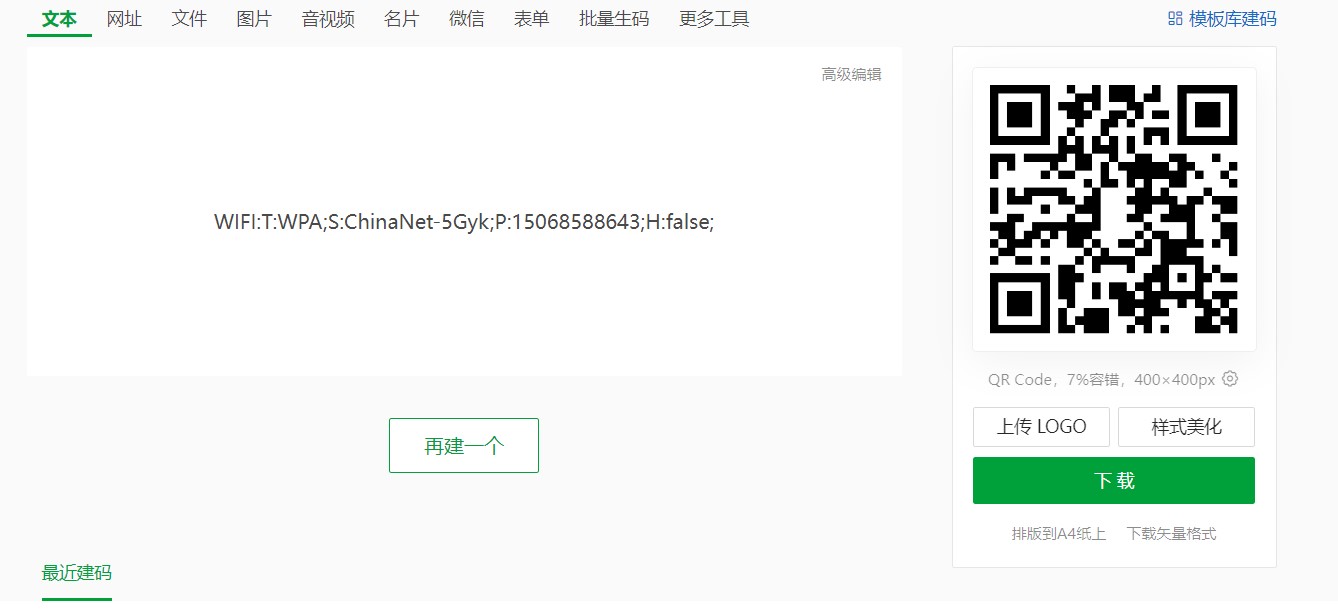 文本 网址 文件 图片 音视频 名片 微信 表单 批量生码 更多工具 模板库建码
高级编辑
WIFI:T:WPA;S:ChinaNet-5Gyk;P:15068588643;H:false;
再建一个
最近建码
QR Code，7%容错，400×400px
上传 LOGO 样式美化
下 载
排版到A4纸上 下载矢量格式